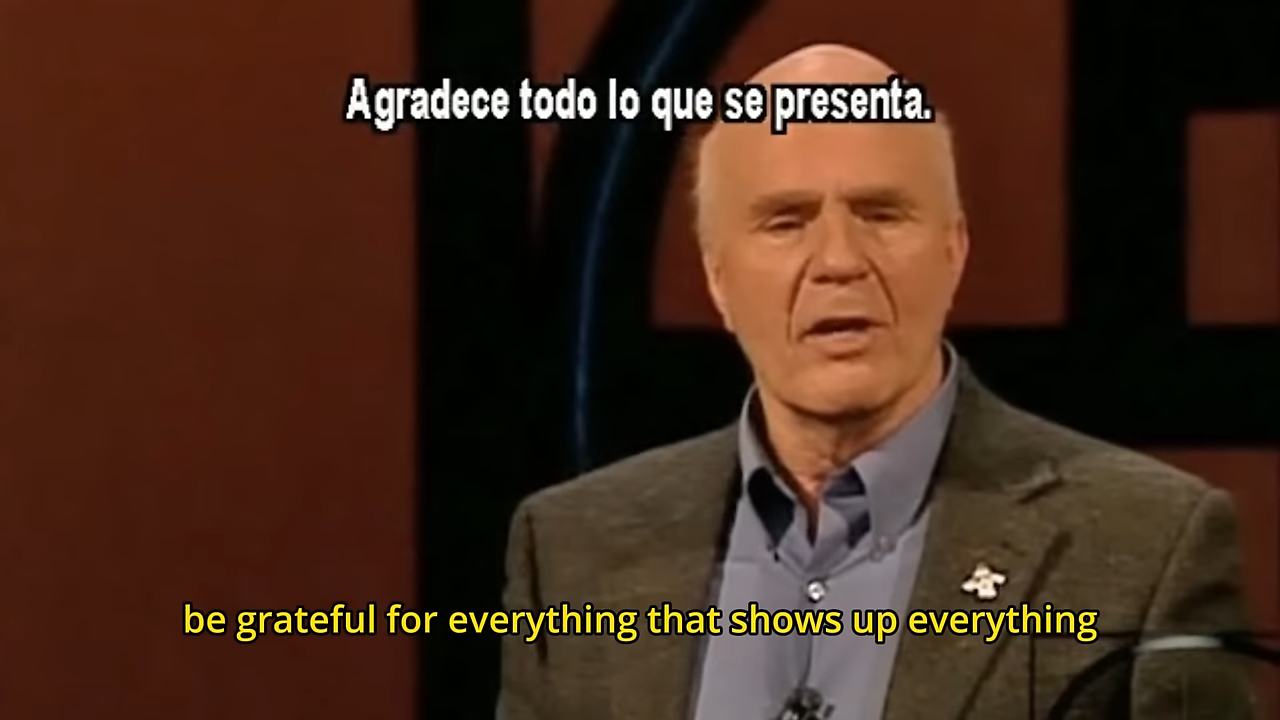 Agradece todo lo que se presenta.
be grateful for everything that shows up everything